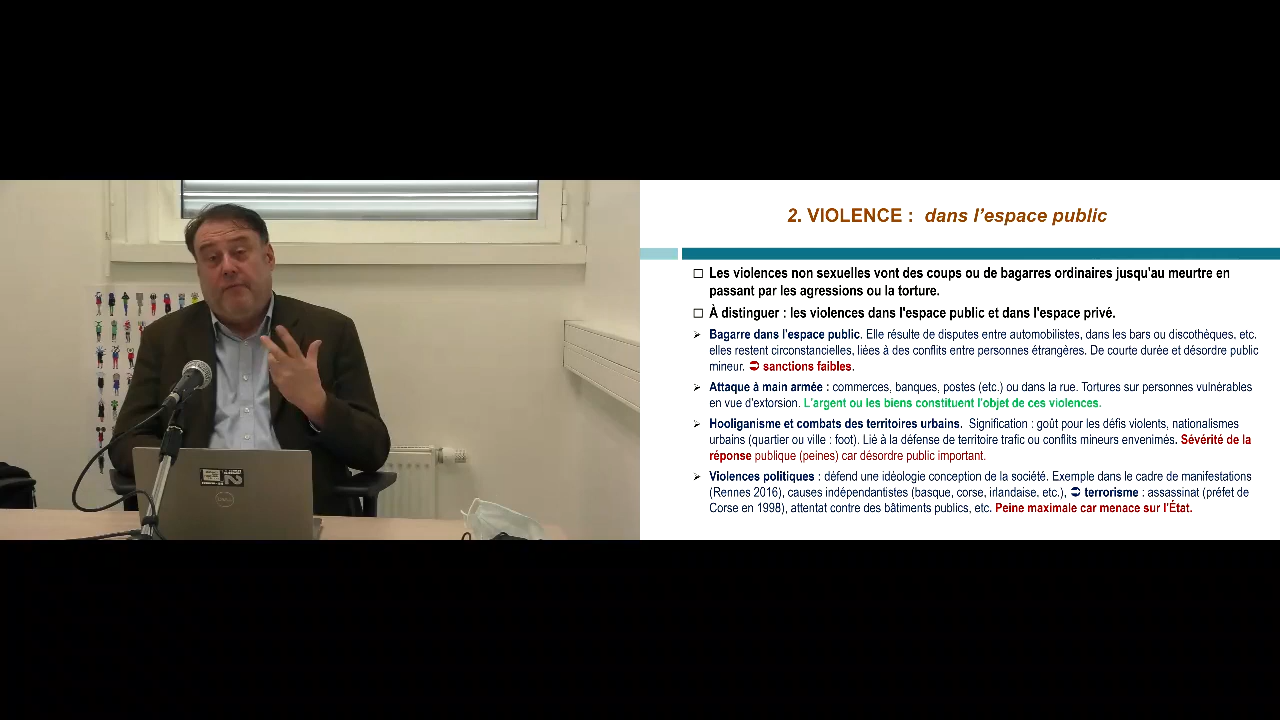 2. VIOLENCE : dans l'espace public
Les violences non sexuelles vont des coups ou de bagarres ordinaires jusqu'au meurtre en
passant par les agressions ou la torture.
À distinguer : les violences dans l'espace public et dans l'espace privé.
Bagarre dans l'espace public. Elle résulte de disputes entre automobilistes, dans les bars ou discothèques. etc.
elles restent circonstancielles, liées à des conflits entre personnes étrangères. De courte durée et désordre public
mineur. ➲ sanctions faibles.
Attaque à main armée : commerces, banques, postes (etc.) ou dans la rue. Tortures sur personnes vulnérables
en vue d'extorsion. L'argent ou les biens constituent l'objet de ces violences.
Hooliganisme et combats des territoires urbains. Signification : goût pour les défis violents, nationalismes
urbains (quartier ou ville : foot). Lié à la défense de territoire trafic ou conflits mineurs envenimés. Sévérité de la
réponse publique (peines) car désordre public important.
Violences politiques : défend une idéologie conception de la société. Exemple dans le cadre de manifestations
(Rennes 2016), causes indépendantistes (basque, corse, irlandaise. etc.), ➲ terrorisme : assassinat (préfet de
Corse en 1998), attentat contre des bâtiments publics, etc. Peine maximale car menace sur l'État.
DELL